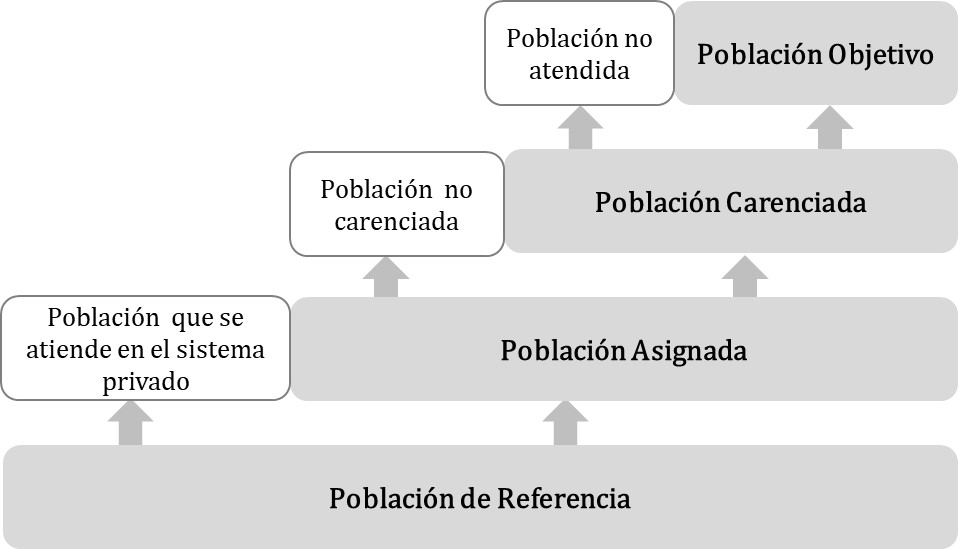 Población no
atendida
Población Objetivo
Población no
carenciada
Población Carenciada
Población que se
atiende en el sistema
privado
Población Asignada
Población de Referencia